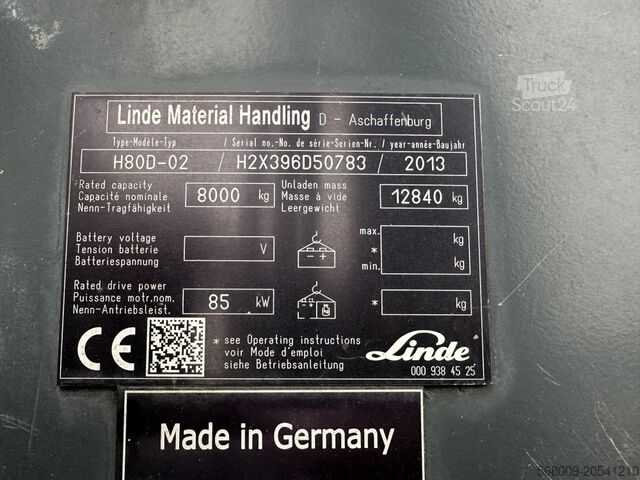 Truck
Scout24
Linde Material Handling D - Aschaffenburg
Type-Modèle-Typ / Serial no.-No. de série-Serien-Nr. / year-année-Baujahr
H80D-02 / H2X396D50783 / 2013
Rated capacity
Capacité nominale
Nenn-Tragfähigkeit
8000 kg
Unladen mass
Masse à vide
Leergewicht
12840 kg
Battery voltage
Tension batterie
Batteriespannung
V
max.
*
min.
kg
kg
Rated drive power
Puissance motr.nom.
Nenn-Antriebsleist.
85 kW
* kg
CE
* see Operating instructions
voir Mode d'emploi
siehe Betriebsanleitung
Linde
000 938 45 25
Made in Germany
568009-20541210